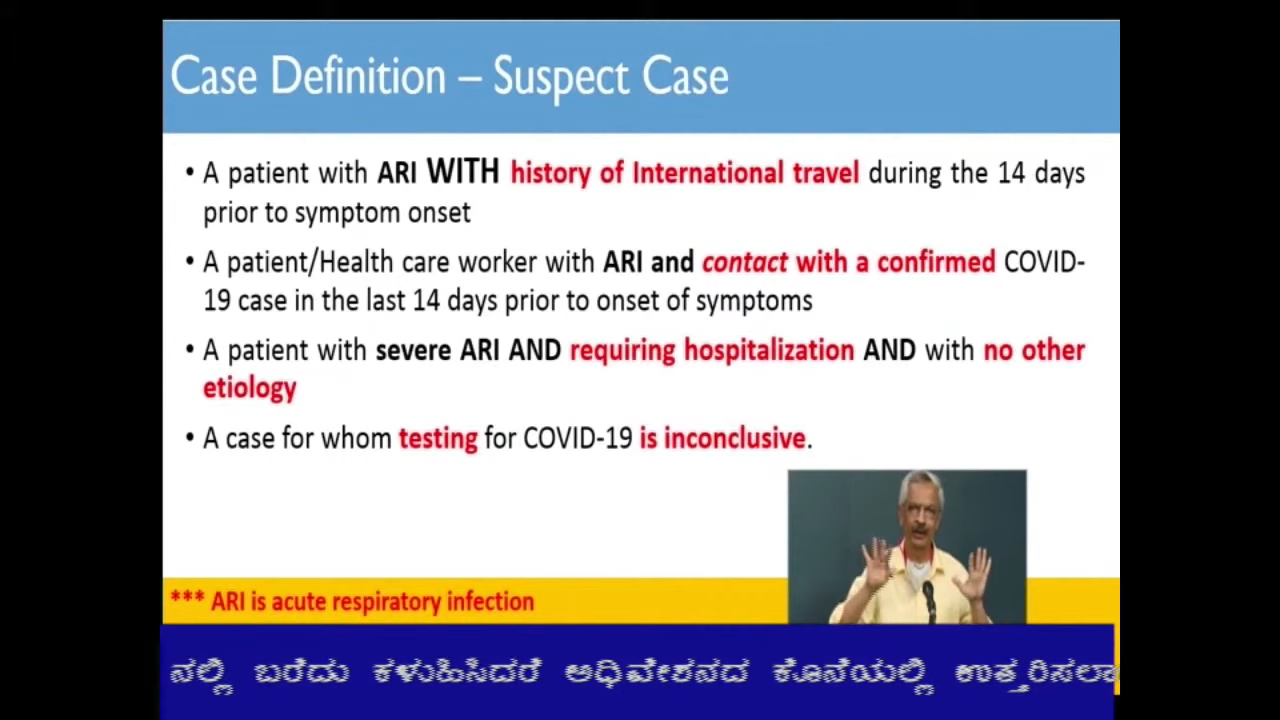 Case Definition – Suspect Case
• A patient with ARI WITH history of International travel during the 14 days
prior to symptom onset
• A patient/Health care worker with ARI and contact with a confirmed COVID-
19 case in the last 14 days prior to onset of symptoms
• A patient with severe ARI AND requiring hospitalization AND with no other
etiology
• A case for whom testing for COVID-19 is inconclusive.
*** ARI is acute respiratory infection
ನಲ್ಲಿ ಬರೆದು ಕಳುಹಿಸಿದರೆ ಅಧಿವೇಶನದ ಕೊನೆಯಲ್ಲಿ ಉತ್ತರಿಸಲಾ